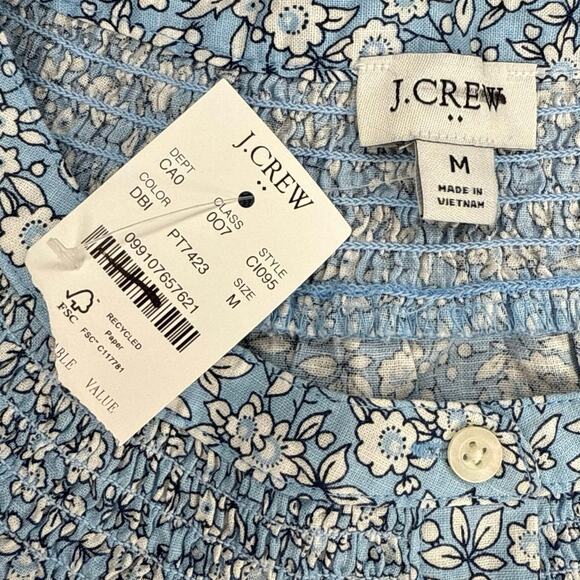 J.CREW
DEPT CLASS STYLE
CA0 007 CI095
COLOR SIZE
DBI PT7423 M
099107657621
FSC
RECYCLED
Paper
FSC® C117781
ABLE VALUE
J.CREW
M
MADE IN
VIETNAM